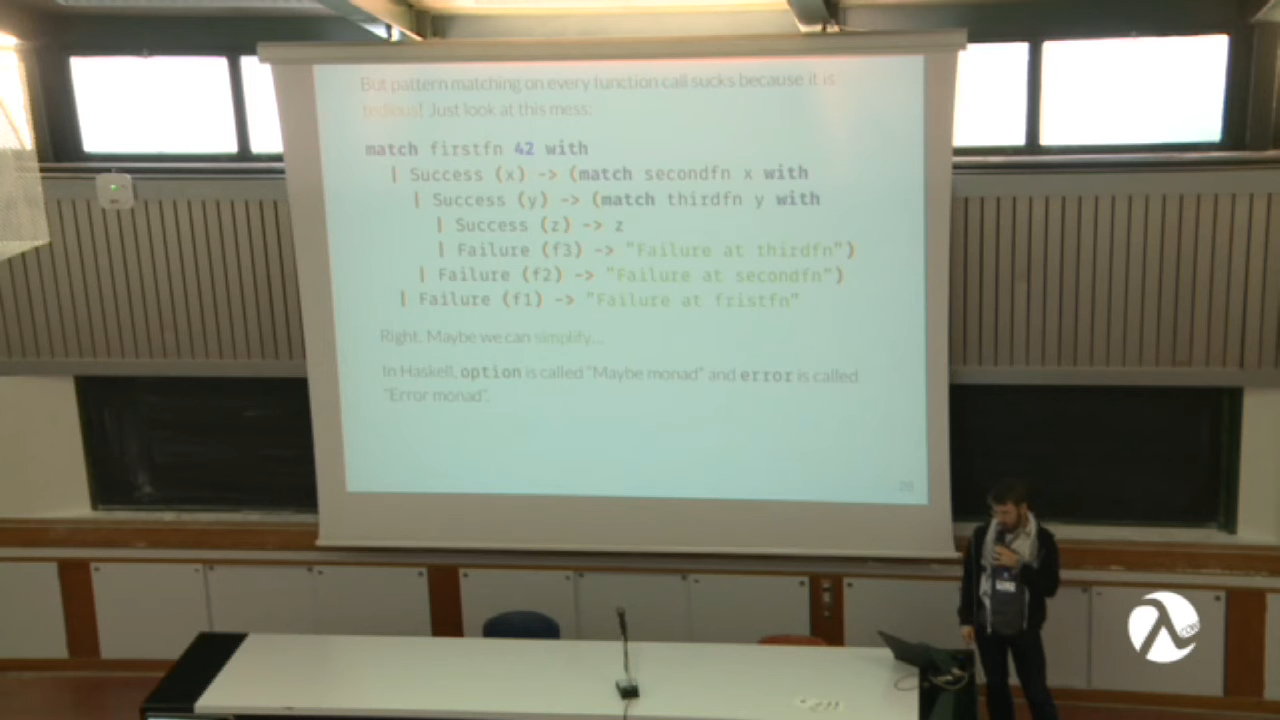 But pattern matching on every function call sucks because it is
tedious! Just look at this mess:
match firstfn 42 with
| Success (x) -> (match secondfn x with
| Success (y) -> (match thirdfn y with
| Success (z) -> z
| Failure (f3) -> "Failure at thirdfn")
| Failure (f2) -> "Failure at secondfn")
| Failure (f1) -> "Failure at fristfn"
Right. Maybe we can simplify...
In Haskell, option is called "Maybe monad" and error is called
"Error monad".
λ